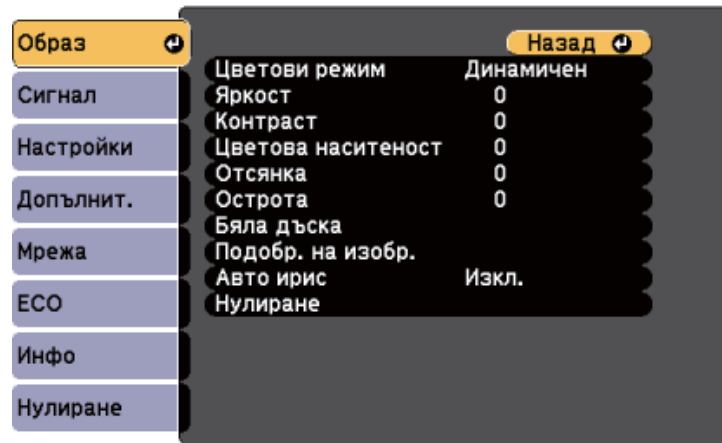 Образ
Сигнал
Настройки
Допълнит.
Мрежа
ECO
Инфо
Нулиране
Назад
Цветови режим Динамичен
Яркост 0
Контраст 0
Цветова наситеност 0
Отсянка 0
Острота 0
Бяла дъска
Подобр. на изобр.
Авто ирис Изкл.
Нулиране